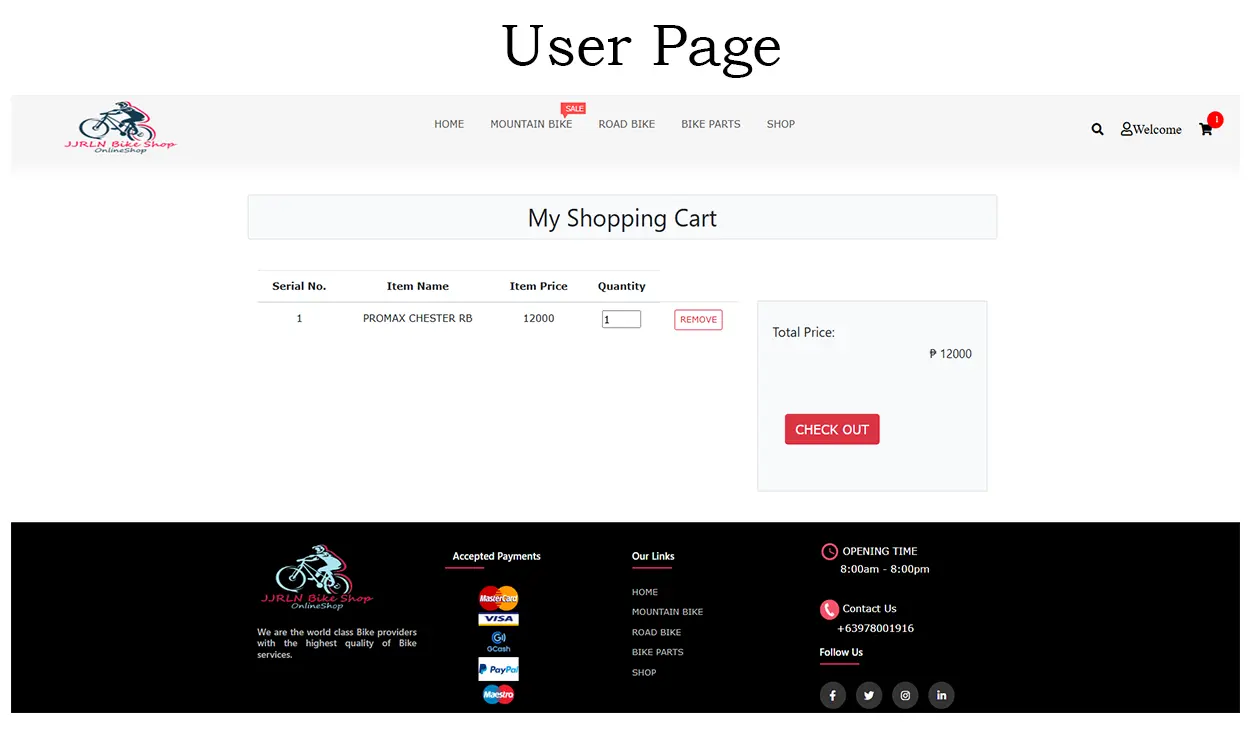 User Page
JJRLN Bike Shop
OnlineShop
HOME
MOUNTAIN BIKE
SALE
ROAD BIKE
BIKE PARTS
SHOP
Welcome
1
My Shopping Cart
Serial No. Item Name Item Price Quantity
1 PROMAX CHESTER RB 12000 1 REMOVE
Total Price:
₱ 12000
CHECK OUT
JJRLN Bike Shop
OnlineShop
We are the world class Bike providers
with the highest quality of Bike
services.
Accepted Payments
MasterCard
VISA
GCash
PayPal
Maestro
Our Links
HOME
MOUNTAIN BIKE
ROAD BIKE
BIKE PARTS
SHOP
OPENING TIME
8:00am - 8:00pm
Contact Us
+63978001916
Follow Us